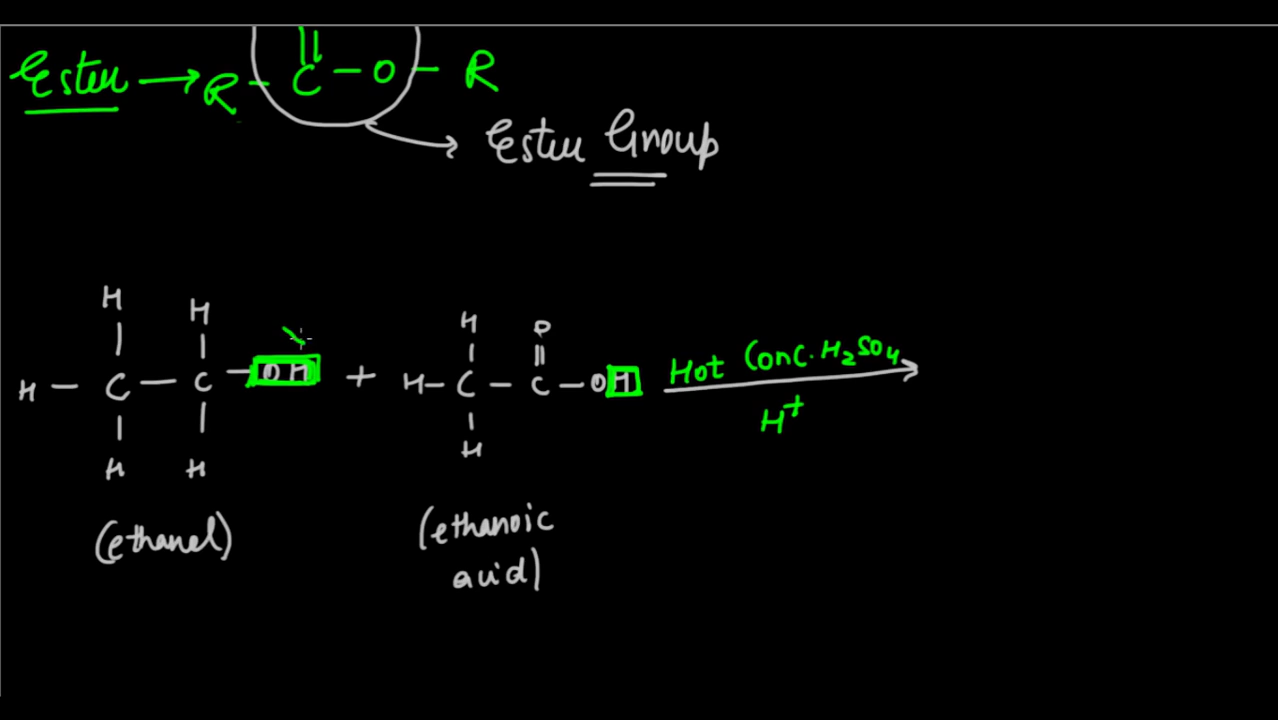 Ester → R - C - O - R
Ester Group
H H H O
H - C - C - OH + H - C - C - OH Hot Conc. H2SO4
H+
H H H
(ethanol) (ethanoic
acid)